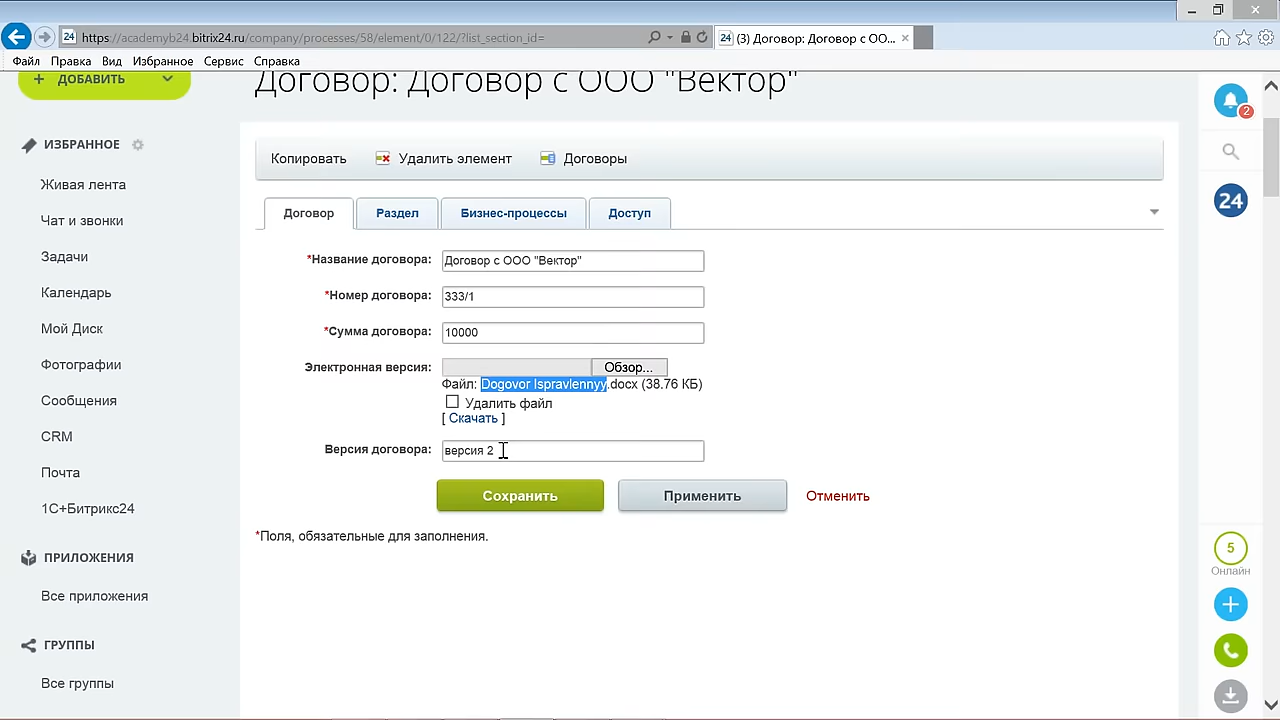 https://academyb24.bitrix24.ru/company/processes/58/element/0/122/?list_section_id=
24 (3) Договор: Договор с ОО...
Файл Правка Вид Избранное Сервис Справка
+ ДОБАВИТЬ
Договор: Договор с ООО "Вектор"
ИЗБРАННОЕ
Живая лента
Чат и звонки
Задачи
Календарь
Мой Диск
Фотографии
Сообщения
CRM
Почта
1С+Битрикс24
ПРИЛОЖЕНИЯ
Все приложения
ГРУППЫ
Все группы
Копировать Удалить элемент Договоры
Договор Раздел Бизнес-процессы Доступ
*Название договора: Договор с ООО "Вектор"
*Номер договора: 333/1
*Сумма договора: 10000
Электронная версия: Обзор...
Файл: Dogovor Ispravlennyy.docx (38.76 КБ)
Удалить файл
[ Скачать ]
Версия договора: версия 2
Сохранить Применить Отменить
*Поля, обязательные для заполнения.
2
24
5
Онлайн